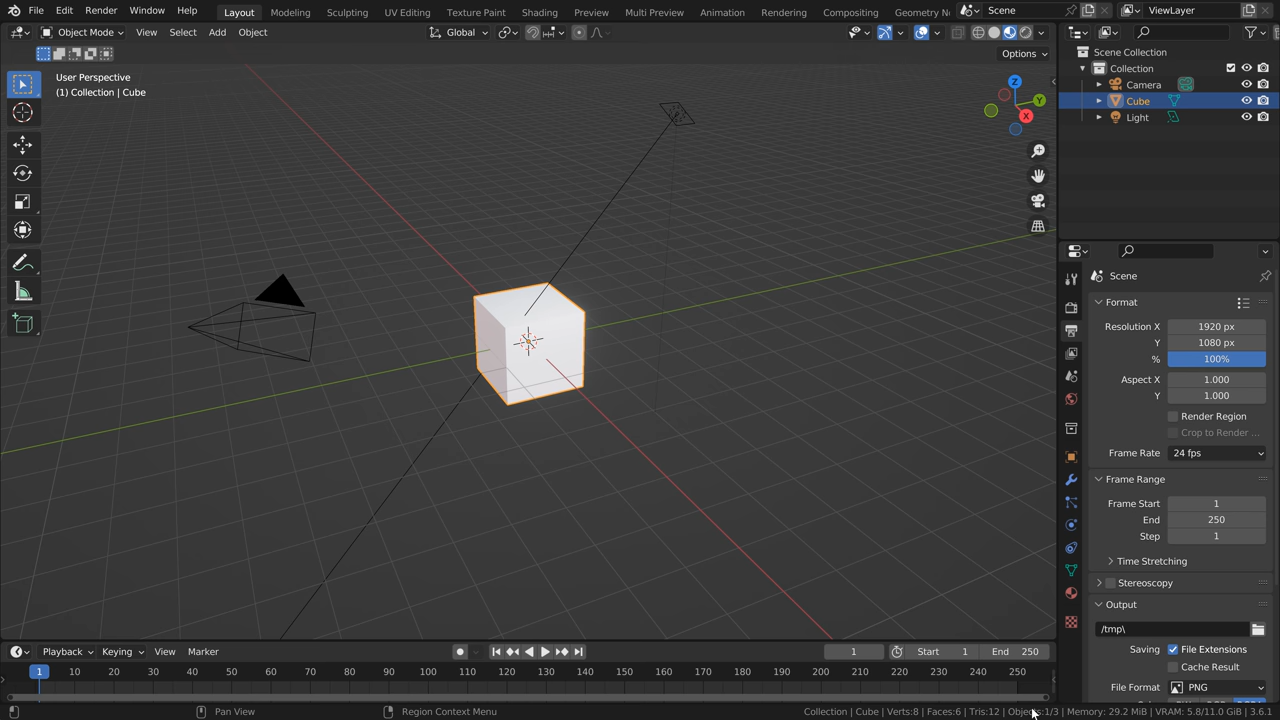 File Edit Render Window Help Layout Modeling Sculpting UV Editing Texture Paint Shading Preview Multi Preview Animation Rendering Compositing Geometry N Scene ViewLayer
Object Mode View Select Add Object Global
Options
User Perspective
(1) Collection | Cube
Z
Y
X
Scene Collection
Collection
Camera
Cube
Light
Scene
Format
Resolution X 1920 px
Y 1080 px
% 100%
Aspect X 1.000
Y 1.000
Render Region
Crop to Render ...
Frame Rate 24 fps
Frame Range
Frame Start 1
End 250
Step 1
Time Stretching
Stereoscopy
Output
/tmp\
Saving File Extensions
Cache Result
File Format PNG
Playback Keying View Marker 1 Start 1 End 250
1 10 20 30 40 50 60 70 80 90 100 110 120 130 140 150 160 170 180 190 200 210 220 230 240 250
Pan View Region Context Menu Collection | Cube | Verts:8 | Faces:6 | Tris:12 | Objects:1/3 | Memory: 29.2 MiB | VRAM: 5.8/11.0 GiB | 3.6.1